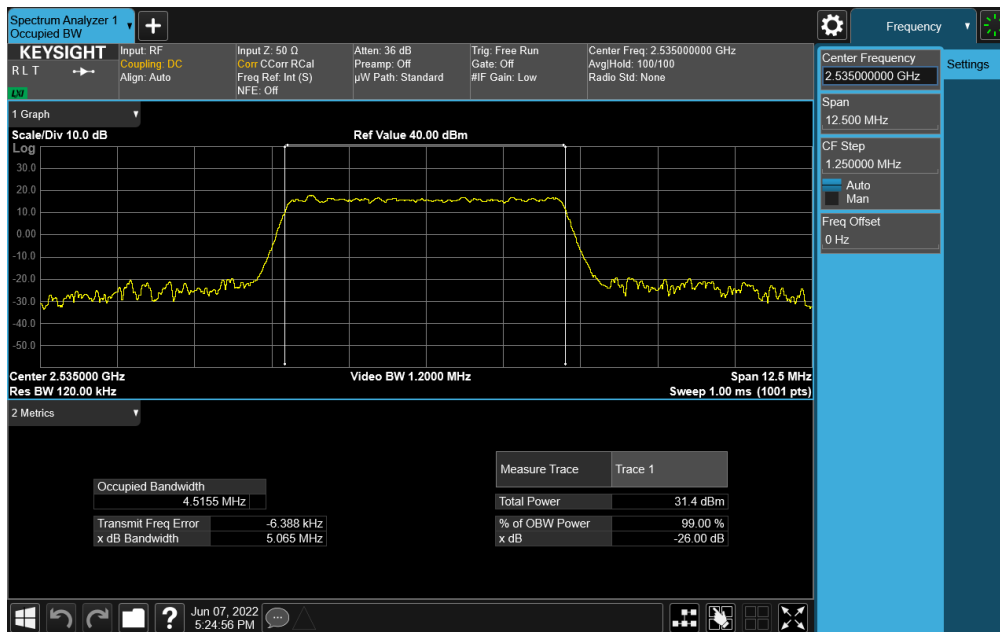 Spectrum Analyzer 1
Occupied BW
Frequency
KEYSIGHT
R L T
LXI
Input: RF
Coupling: DC
Align: Auto
Input Z: 50 Ω
Corr CCorr RCal
Freq Ref: Int (S)
NFE: Off
Atten: 36 dB
Preamp: Off
µW Path: Standard
Trig: Free Run
Gate: Off
#IF Gain: Low
Center Freq: 2.535000000 GHz
Avg|Hold: 100/100
Radio Std: None
Center Frequency
2.535000000 GHz
Settings
Span
12.500 MHz
CF Step
1.250000 MHz
Auto
Man
Freq Offset
0 Hz
1 Graph
Scale/Div 10.0 dB
Ref Value 40.00 dBm
Log
30.0
20.0
10.0
0.00
-10.0
-20.0
-30.0
-40.0
-50.0
Center 2.535000 GHz
Video BW 1.2000 MHz
Span 12.5 MHz
Res BW 120.00 kHz
Sweep 1.00 ms (1001 pts)
2 Metrics
Measure Trace
Trace 1
Occupied Bandwidth
4.5155 MHz
Total Power
31.4 dBm
Transmit Freq Error
-6.388 kHz
% of OBW Power
99.00 %
x dB Bandwidth
5.065 MHz
x dB
-26.00 dB
Jun 07, 2022
5:24:56 PM